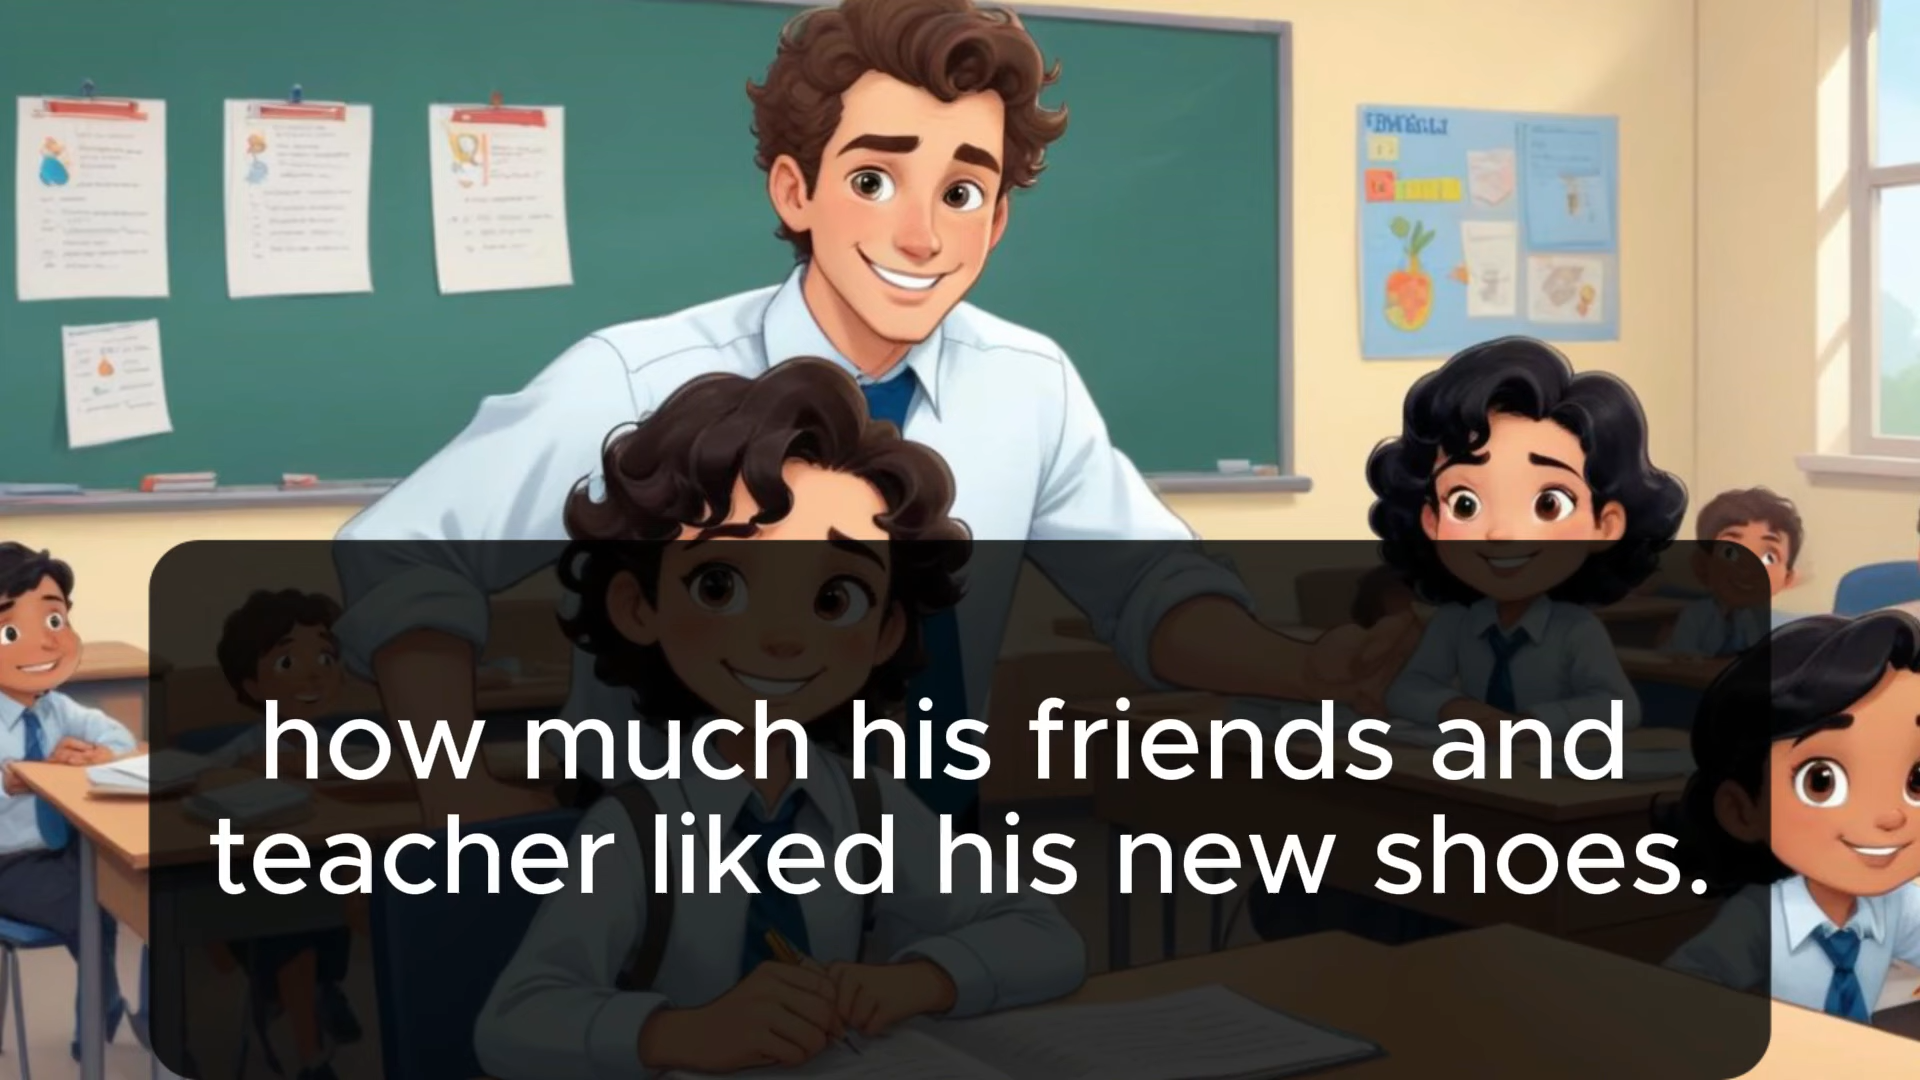 how much his friends and
teacher liked his new shoes.